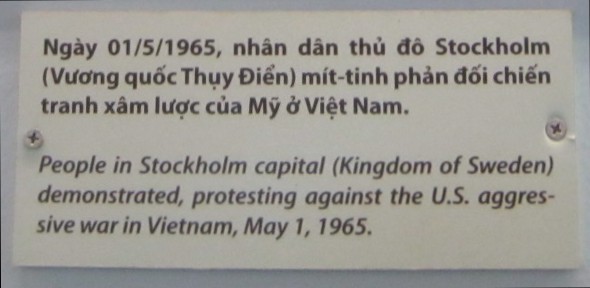 Ngày 01/5/1965, nhân dân thủ đô Stockholm
(Vương quốc Thụy Điển) mít-tinh phản đối chiến
tranh xâm lược của Mỹ ở Việt Nam.
People in Stockholm capital (Kingdom of Sweden)
demonstrated, protesting against the U.S. aggres-
sive war in Vietnam, May 1, 1965.